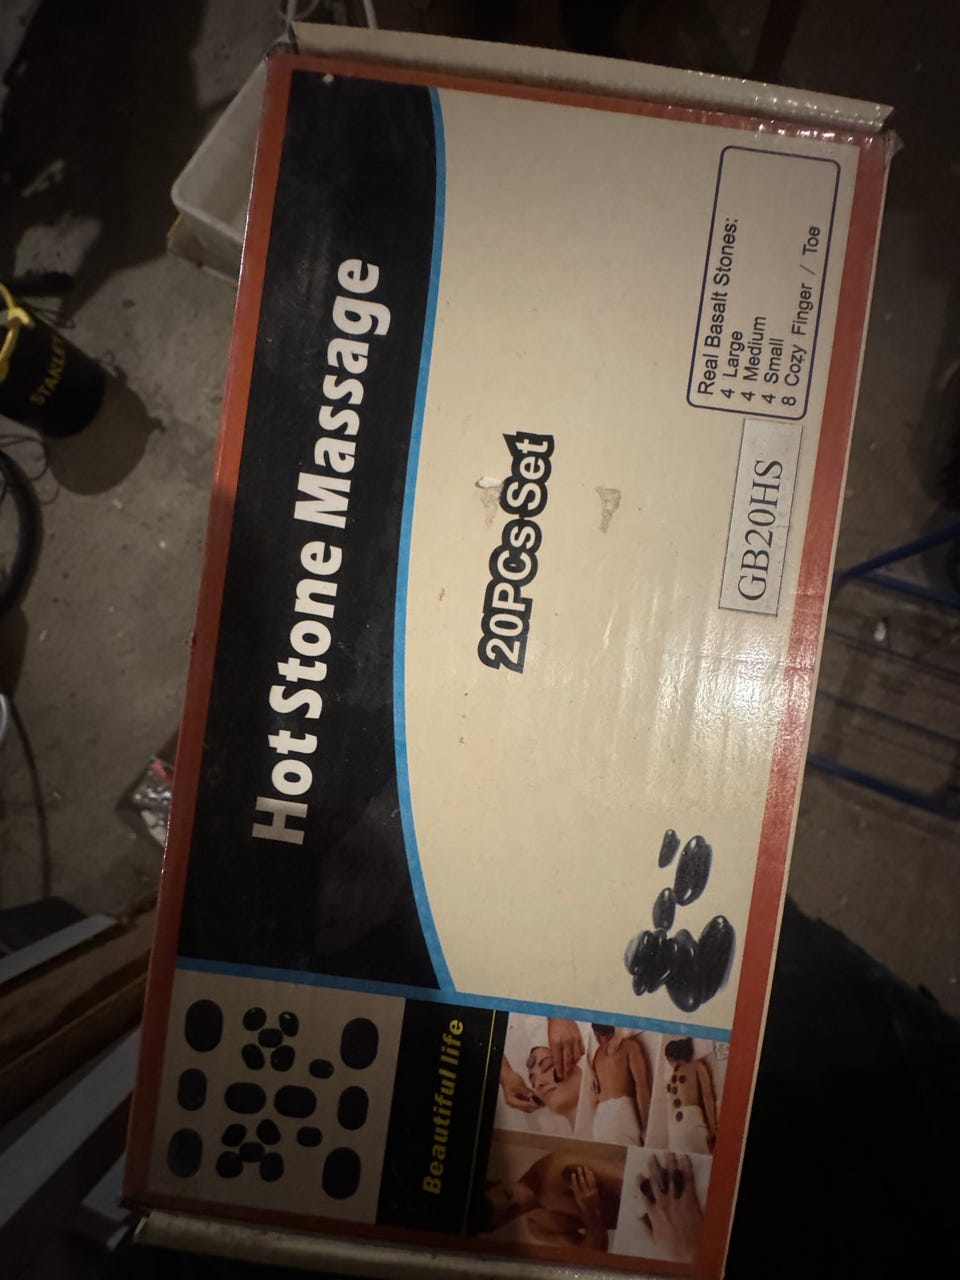 Hot Stone Massage
20PCs Set
Real Basalt Stones:
4 Large
4 Medium
4 Small
8 Cozy Finger / Toe
GB20HS
Beautiful life
STANLEY